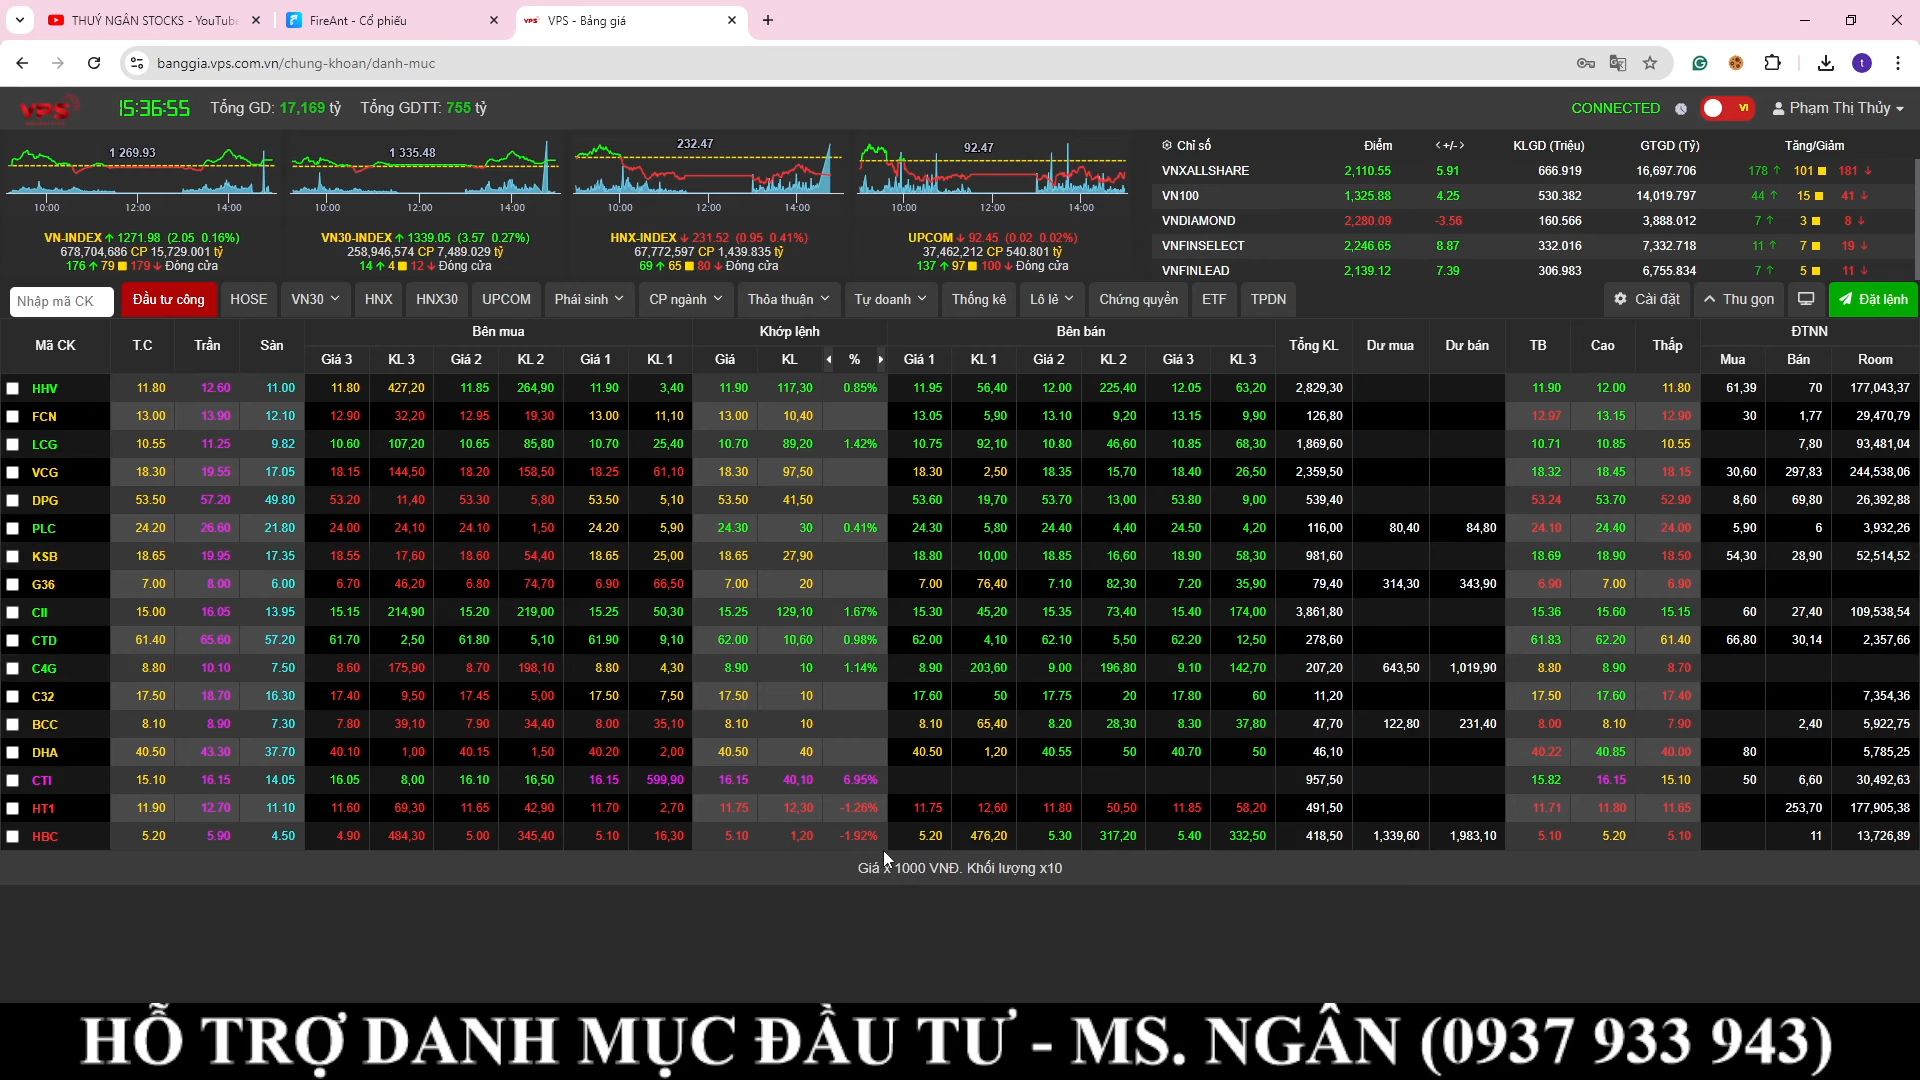 THUÝ NGÂN STOCKS - YouTube
FireAnt - Cổ phiếu
VPS - Bảng giá
banggia.vps.com.vn/chung-khoan/danh-muc
t
VPS 15:36:55 Tổng GD: 17,169 tỷ Tổng GDTT: 755 tỷ CONNECTED VI Phạm Thị Thủy
1 269.93
10:00 12:00 14:00
VN-INDEX ↑ 1271.98 (2.05 0.16%)
678,704,686 CP 15,729.001 tỷ
176 ↑ 79 179 ↓ Đóng cửa
1 335.48
10:00 12:00 14:00
VN30-INDEX ↑ 1339.05 (3.57 0.27%)
258,946,574 CP 7,489.029 tỷ
14 ↑ 4 12 ↓ Đóng cửa
232.47
10:00 12:00 14:00
HNX-INDEX ↓ 231.52 (0.95 0.41%)
67,772,597 CP 1,439.835 tỷ
69 ↑ 65 80 ↓ Đóng cửa
92.47
10:00 12:00 14:00
UPCOM ↓ 92.45 (0.02 0.02%)
37,462,212 CP 540.801 tỷ
137 ↑ 97 100 ↓ Đóng cửa
Chỉ số Điểm <+/-> KLGD (Triệu) GTGD (Tỷ) Tăng/Giảm
VNXALLSHARE 2,110.55 5.91 666.919 16,697.706 178 ↑ 101 181 ↓
VN100 1,325.88 4.25 530.382 14,019.797 44 ↑ 15 41 ↓
VNDIAMOND 2,280.09 -3.56 160.566 3,888.012 7 ↑ 3 8 ↓
VNFINSELECT 2,246.65 8.87 332.016 7,332.718 11 ↑ 7 19 ↓
VNFINLEAD 2,139.12 7.39 306.983 6,755.834 7 ↑ 5 11 ↓
Nhập mã CK Đầu tư công HOSE VN30 HNX HNX30 UPCOM Phái sinh CP ngành Thỏa thuận Tự doanh Thống kê Lô lẻ Chứng quyền ETF TPDN Cài đặt Thu gọn Đặt lệnh
Mã CK T.C Trần Sàn Bên mua Khớp lệnh Bên bán Tổng KL Dư mua Dư bán TB Cao Thấp ĐTNN
Giá 3 KL 3 Giá 2 KL 2 Giá 1 KL 1 Giá KL % Giá 1 KL 1 Giá 2 KL 2 Giá 3 KL 3 Mua Bán Room
HHV 11.80 12.60 11.00 11.80 427,20 11.85 264,90 11.90 3,40 11.90 117,30 0.85% 11.95 56,40 12.00 225,40 12.05 63,20 2,829,30 11.90 12.00 11.80 61,39 70 177,043,37
FCN 13.00 13.90 12.10 12.90 32,20 12.95 19,30 13.00 11,10 13.00 10,40 13.05 5,90 13.10 9,20 13.15 9,90 126,80 12.97 13.15 12.90 30 1,77 29,470,79
LCG 10.55 11.25 9.82 10.60 107,20 10.65 85,80 10.70 25,40 10.70 89,20 1.42% 10.75 92,10 10.80 46,60 10.85 68,30 1,869,60 10.71 10.85 10.55 7,80 93,481,04
VCG 18.30 19.55 17.05 18.15 144,50 18.20 158,50 18.25 61,10 18.30 97,50 18.30 2,50 18.35 15,70 18.40 26,50 2,359,50 18.32 18.45 18.15 30,60 297,83 244,538,06
DPG 53.50 57.20 49.80 53.20 11,40 53.30 5,80 53.50 5,10 53.50 41,50 53.60 19,70 53.70 13,00 53.80 9,00 539,40 53.24 53.70 52.90 8,60 69,80 26,392,88
PLC 24.20 26.60 21.80 24.00 24,10 24.10 1,50 24.20 5,90 24.30 30 0.41% 24.30 5,80 24.40 4,40 24.50 4,20 116,00 80,40 84,80 24.10 24.40 24.00 5,90 6 3,932,26
KSB 18.65 19.95 17.35 18.55 17,60 18.60 54,40 18.65 25,00 18.65 27,90 18.80 10,00 18.85 16,60 18.90 58,30 981,60 18.69 18.90 18.50 54,30 28,90 52,514,52
G36 7.00 8.00 6.00 6.70 46,20 6.80 74,70 6.90 66,50 7.00 20 7.00 76,40 7.10 82,30 7.20 35,90 79,40 314,30 343,90 6.90 7.00 6.90
CII 15.00 16.05 13.95 15.15 214,90 15.20 219,00 15.25 50,30 15.25 129,10 1.67% 15.30 45,20 15.35 73,40 15.40 174,00 3,861,80 15.36 15.60 15.15 60 27,40 109,538,54
CTD 61.40 65.60 57.20 61.70 2,50 61.80 5,10 61.90 9,10 62.00 10,60 0.98% 62.00 4,10 62.10 5,50 62.20 12,50 278,60 61.83 62.20 61.40 66,80 30,14 2,357,66
C4G 8.80 10.10 7.50 8.60 175,90 8.70 198,10 8.80 4,30 8.90 10 1.14% 8.90 203,60 9.00 196,80 9.10 142,70 207,20 643,50 1,019,90 8.80 8.90 8.70
C32 17.50 18.70 16.30 17.40 9,50 17.45 5,00 17.50 7,50 17.50 10 17.60 50 17.75 20 17.80 60 11,20 17.50 17.60 17.40 7,354,36
BCC 8.10 8.90 7.30 7.80 39,10 7.90 34,40 8.00 35,10 8.10 10 8.10 65,40 8.20 28,30 8.30 37,80 47,70 122,80 231,40 8.00 8.10 7.90 2,40 5,922,75
DHA 40.50 43.30 37.70 40.10 1,00 40.15 1,50 40.20 2,00 40.50 40 40.50 1,20 40.55 50 40.70 50 46,10 40.22 40.85 40.00 80 5,785,25
CTI 15.10 16.15 14.05 16.05 8,00 16.10 16,50 16.15 599,90 16.15 40,10 6.95% 957,50 15.82 16.15 15.10 50 6,60 30,492,63
HT1 11.90 12.70 11.10 11.60 69,30 11.65 42,90 11.70 2,70 11.75 12,30 -1.26% 11.75 12,60 11.80 50,50 11.85 58,20 491,50 11.71 11.80 11.65 253,70 177,905,38
HBC 5.20 5.90 4.50 4.90 484,30 5.00 345,40 5.10 16,30 5.10 1,20 -1.92% 5.20 476,20 5.30 317,20 5.40 332,50 418,50 1,339,60 1,983,10 5.10 5.20 5.10 11 13,726,89
Giá x 1000 VNĐ. Khối lượng x10
HỖ TRỢ DANH MỤC ĐẦU TƯ - MS. NGÂN (0937 933 943)